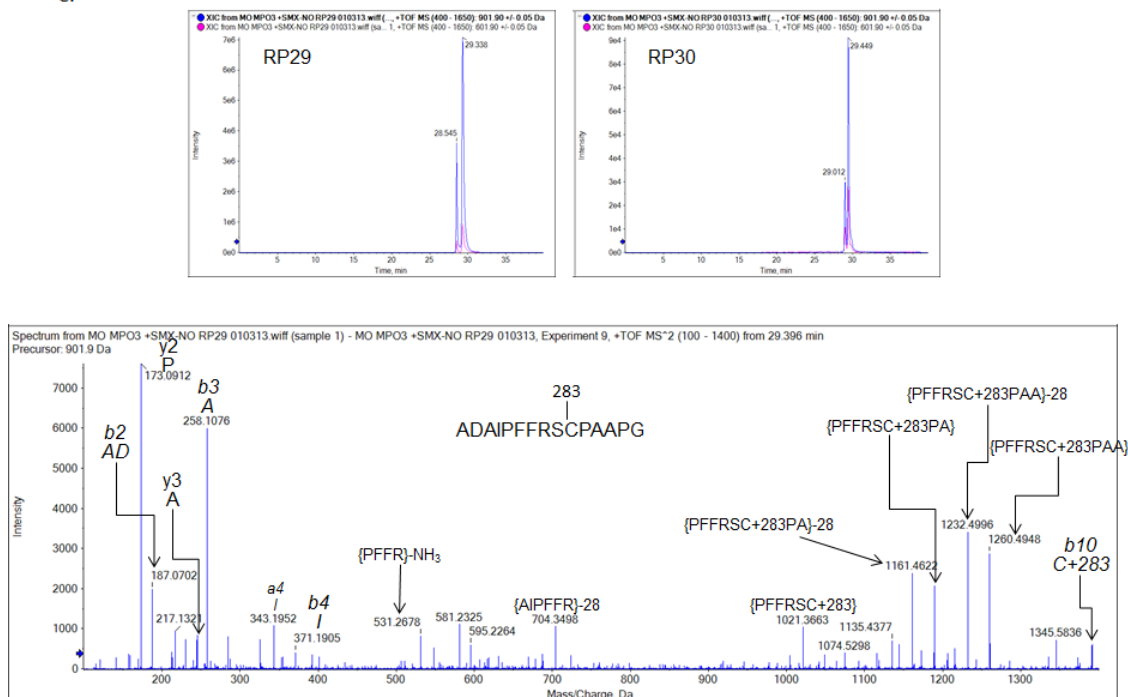 XIC from MO MPO3 +SMX-NO RP29 010313.wiff (..., +TOF MS (400 - 1650): 901.90 +/- 0.05 Da
XIC from MO MPO3 +SMX-NO RP29 010313.wiff (sa... 1, +TOF MS (400 - 1650): 601.90 +/- 0.05 Da
7e6
6e6
5e6
4e6
3e6
2e6
1e6
0e0
Intensity
RP29
28.545
29.338
5 10 15 20 25 30 35
Time, min
XIC from MO MPO3 +SMX-NO RP30 010313.wiff (..., +TOF MS (400 - 1650): 901.90 +/- 0.05 Da
XIC from MO MPO3 +SMX-NO RP30 010313.wiff (sa... 1, +TOF MS (400 - 1650): 601.90 +/- 0.05 Da
9e4
8e4
7e4
6e4
5e4
4e4
3e4
2e4
1e4
0e0
Intensity
RP30
29.012
29.449
5 10 15 20 25 30 35
Time, min
Spectrum from MO MPO3 +SMX-NO RP29 010313.wiff (sample 1) - MO MPO3 +SMX-NO RP29 010313, Experiment 9, +TOF MS^2 (100 - 1400) from 29.396 min
Precursor: 901.9 Da
7000
6000
5000
4000
3000
2000
1000
0
Intensity
y2
P
173.0912
b3
A
258.1076
b2
AD
187.0702
y3
A
217.1321
a4
I
343.1952
b4
I
371.1905
283
ADAIPFFRSCPAAPG
{PFFR}-NH3
531.2678
581.2325
595.2264
{AIPFFR}-28
704.3498
{PFFRSC+283}
1021.3663
1074.5298
1135.4377
{PFFRSC+283PA}-28
1161.4622
{PFFRSC+283PA}
{PFFRSC+283PAA}-28
1232.4996
{PFFRSC+283PAA}
1260.4948
1345.5836
b10
C+283
200 300 400 500 600 700 800 900 1000 1100 1200 1300
Mass/Charge, Da